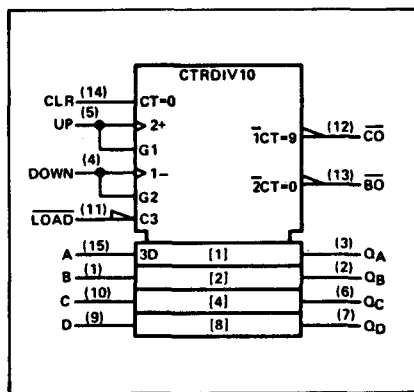 CTRDIV10
CLR (14) CT=0
UP (5) 2+
G1
1CT=9 (12) CO
DOWN (4) 1−
G2
2CT=0 (13) BO
LOAD (11) C3
A (15) 3D [1] (3) QA
B (1) [2] (2) QB
C (10) [4] (6) QC
D (9) [8] (7) QD